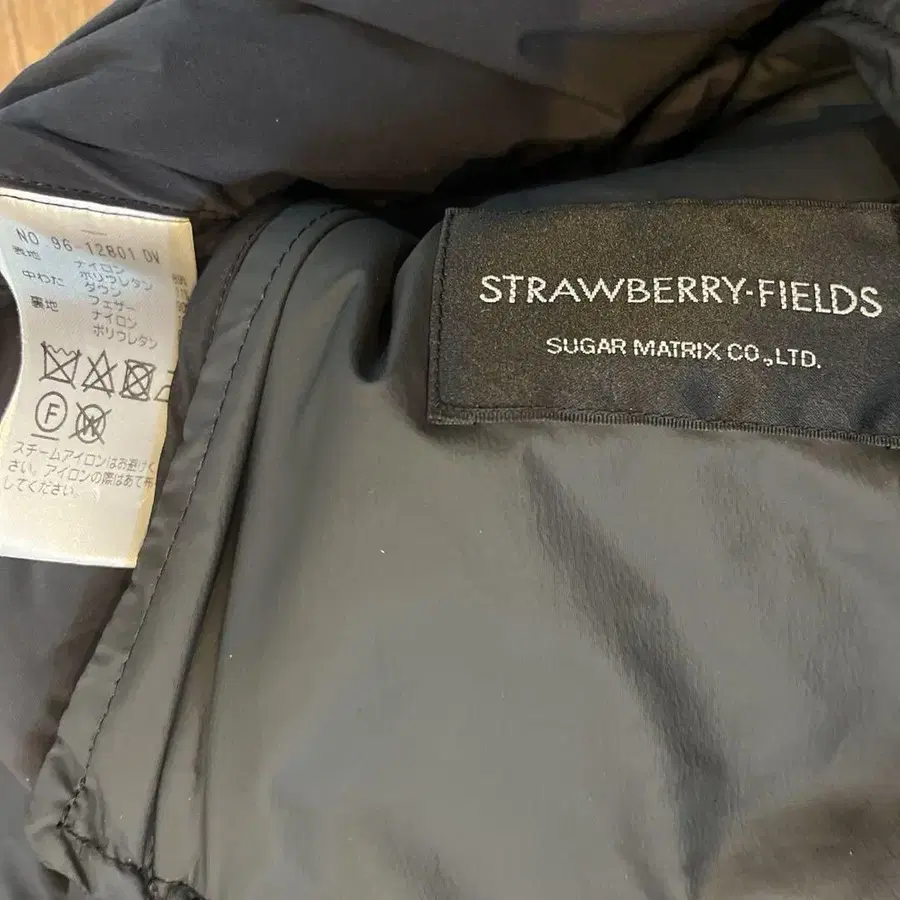 NO 96-12801 DV
表地 ナイロン
ポリウレタン
中わた ダウン
フェザー
裏地 ナイロン
ポリウレタン
F W
スチームアイロンはお避けく
さい。アイロンの際はあて布
してください。
STRAWBERRY-FIELDS
SUGAR MATRIX CO.,LTD.